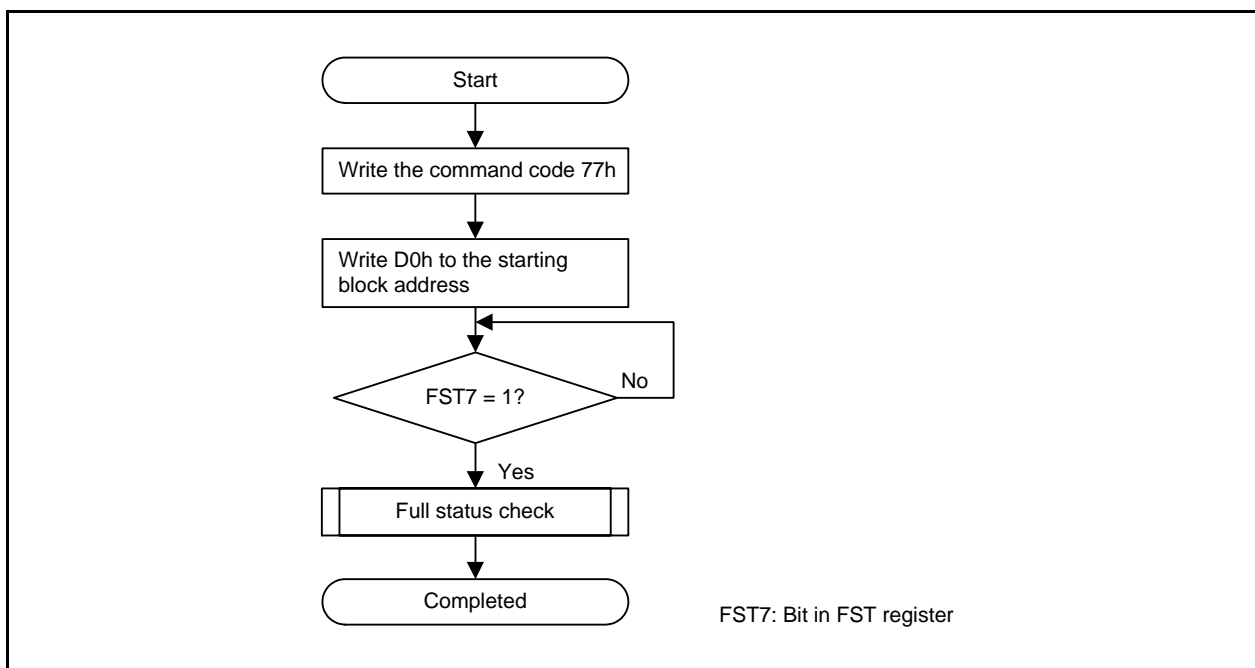 Start
Write the command code 77h
Write D0h to the starting
block address
FST7 = 1?
No
Yes
Full status check
Completed
FST7: Bit in FST register